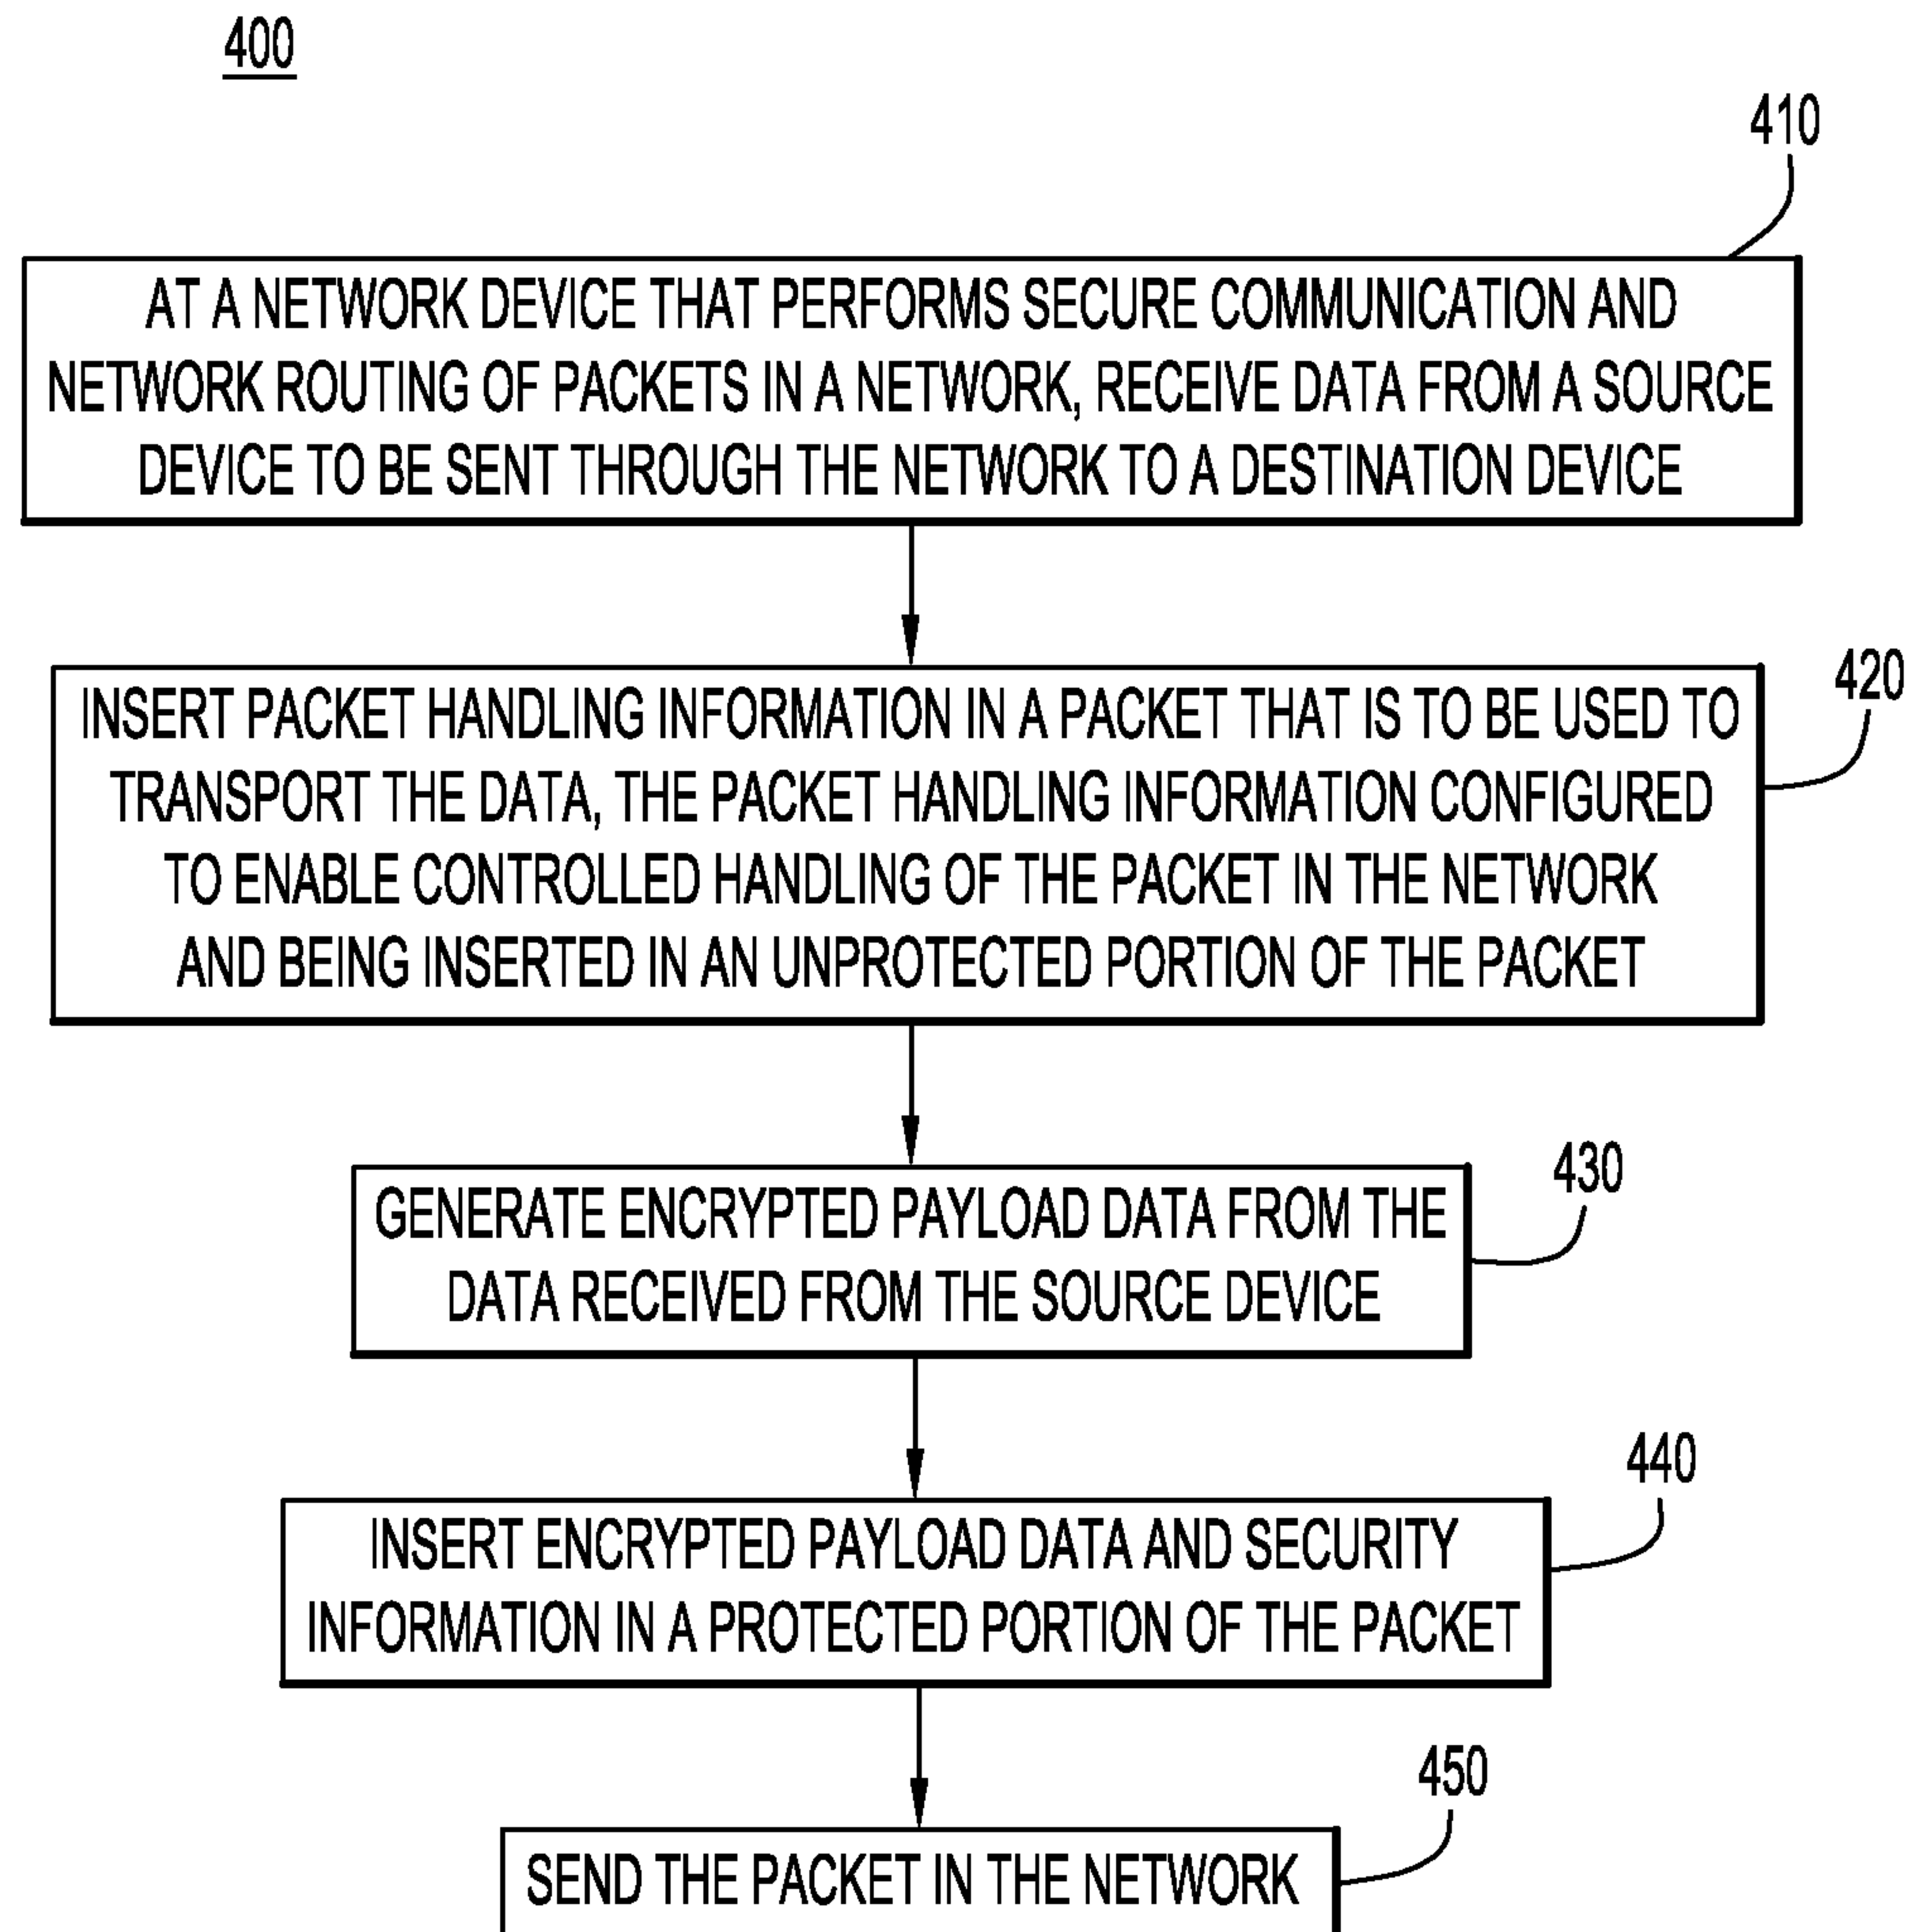 400
410
AT A NETWORK DEVICE THAT PERFORMS SECURE COMMUNICATION AND
NETWORK ROUTING OF PACKETS IN A NETWORK, RECEIVE DATA FROM A SOURCE
DEVICE TO BE SENT THROUGH THE NETWORK TO A DESTINATION DEVICE
420
INSERT PACKET HANDLING INFORMATION IN A PACKET THAT IS TO BE USED TO
TRANSPORT THE DATA, THE PACKET HANDLING INFORMATION CONFIGURED
TO ENABLE CONTROLLED HANDLING OF THE PACKET IN THE NETWORK
AND BEING INSERTED IN AN UNPROTECTED PORTION OF THE PACKET
430
GENERATE ENCRYPTED PAYLOAD DATA FROM THE
DATA RECEIVED FROM THE SOURCE DEVICE
440
INSERT ENCRYPTED PAYLOAD DATA AND SECURITY
INFORMATION IN A PROTECTED PORTION OF THE PACKET
450
SEND THE PACKET IN THE NETWORK